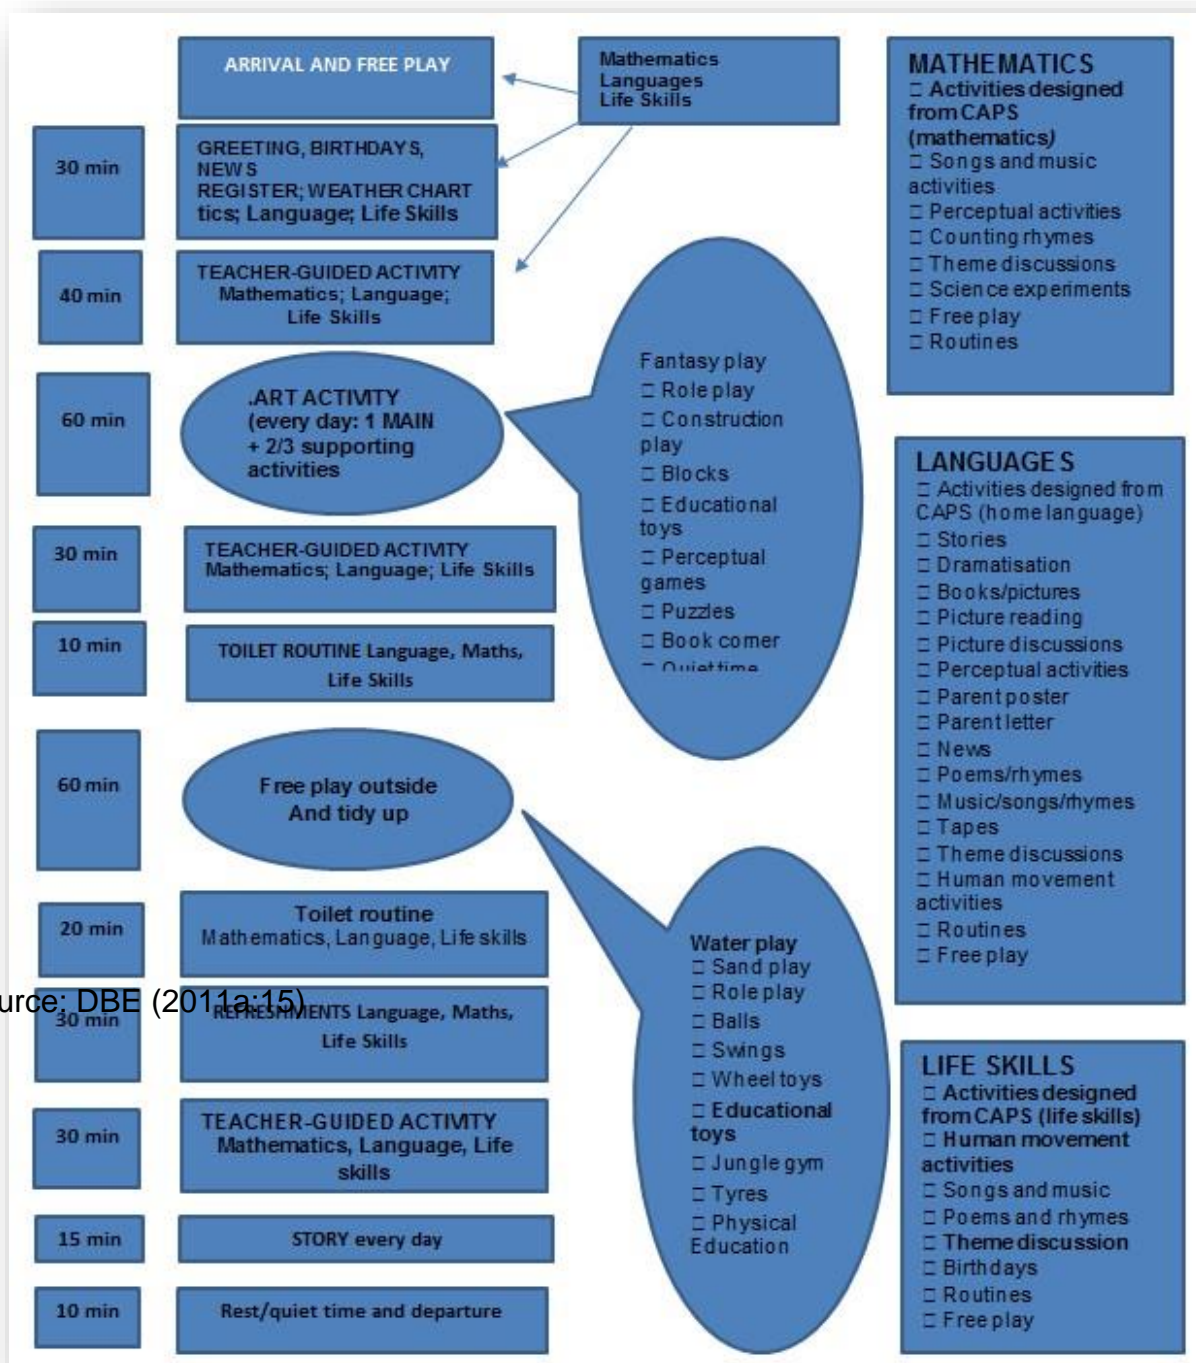 ARRIVAL AND FREE PLAY
Mathematics
Languages
Life Skills
30 min
GREETING, BIRTHDAYS,
NEWS
REGISTER; WEATHER CHART
tics; Language; Life Skills
40 min
TEACHER-GUIDED ACTIVITY
Mathematics; Language;
Life Skills
60 min
.ART ACTIVITY
(every day: 1 MAIN
+ 2/3 supporting
activities
Fantasy play
□ Role play
□ Construction
play
□ Blocks
□ Educational
toys
□ Perceptual
games
□ Puzzles
□ Book corner
□ Quiet time
30 min
TEACHER-GUIDED ACTIVITY
Mathematics; Language; Life Skills
10 min
TOILET ROUTINE Language, Maths,
Life Skills
60 min
Free play outside
And tidy up
20 min
Toilet routine
Mathematics, Language, Life skills
Water play
□ Sand play
□ Role play
□ Balls
□ Swings
□ Wheel toys
□ Educational
toys
□ Jungle gym
□ Tyres
□ Physical
Education
urce: DBE (2011a:15)
30 min
REFRESHMENTS Language, Maths,
Life Skills
30 min
TEACHER-GUIDED ACTIVITY
Mathematics, Language, Life
skills
15 min
STORY every day
10 min
Rest/quiet time and departure
MATHEMATICS
□ Activities designed
from CAPS
(mathematics)
□ Songs and music
activities
□ Perceptual activities
□ Counting rhymes
□ Theme discussions
□ Science experiments
□ Free play
□ Routines
LANGUAGES
□ Activities designed from
CAPS (home language)
□ Stories
□ Dramatisation
□ Books/pictures
□ Picture reading
□ Picture discussions
□ Perceptual activities
□ Parent poster
□ Parent letter
□ News
□ Poems/rhymes
□ Music/songs/rhymes
□ Tapes
□ Theme discussions
□ Human movement
activities
□ Routines
□ Free play
LIFE SKILLS
□ Activities designed
from CAPS (life skills)
□ Human movement
activities
□ Songs and music
□ Poems and rhymes
□ Theme discussion
□ Birthdays
□ Routines
□ Free play